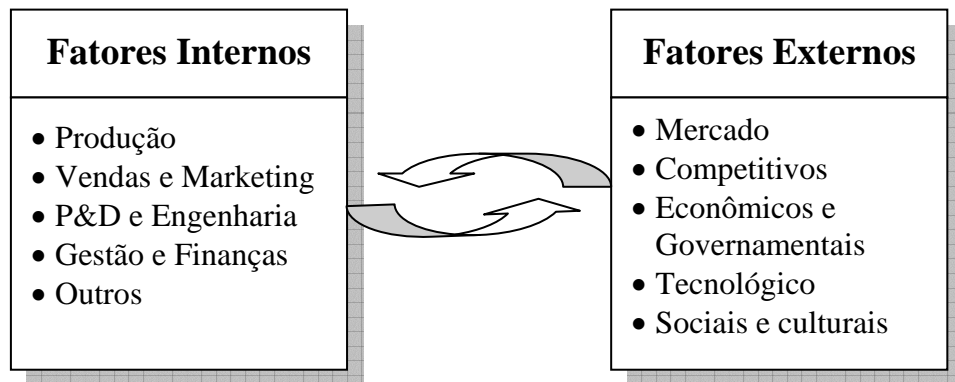 Fatores Internos
• Produção
• Vendas e Marketing
• P&D e Engenharia
• Gestão e Finanças
• Outros
Fatores Externos
• Mercado
• Competitivos
• Econômicos e
Governamentais
• Tecnológico
• Sociais e culturais